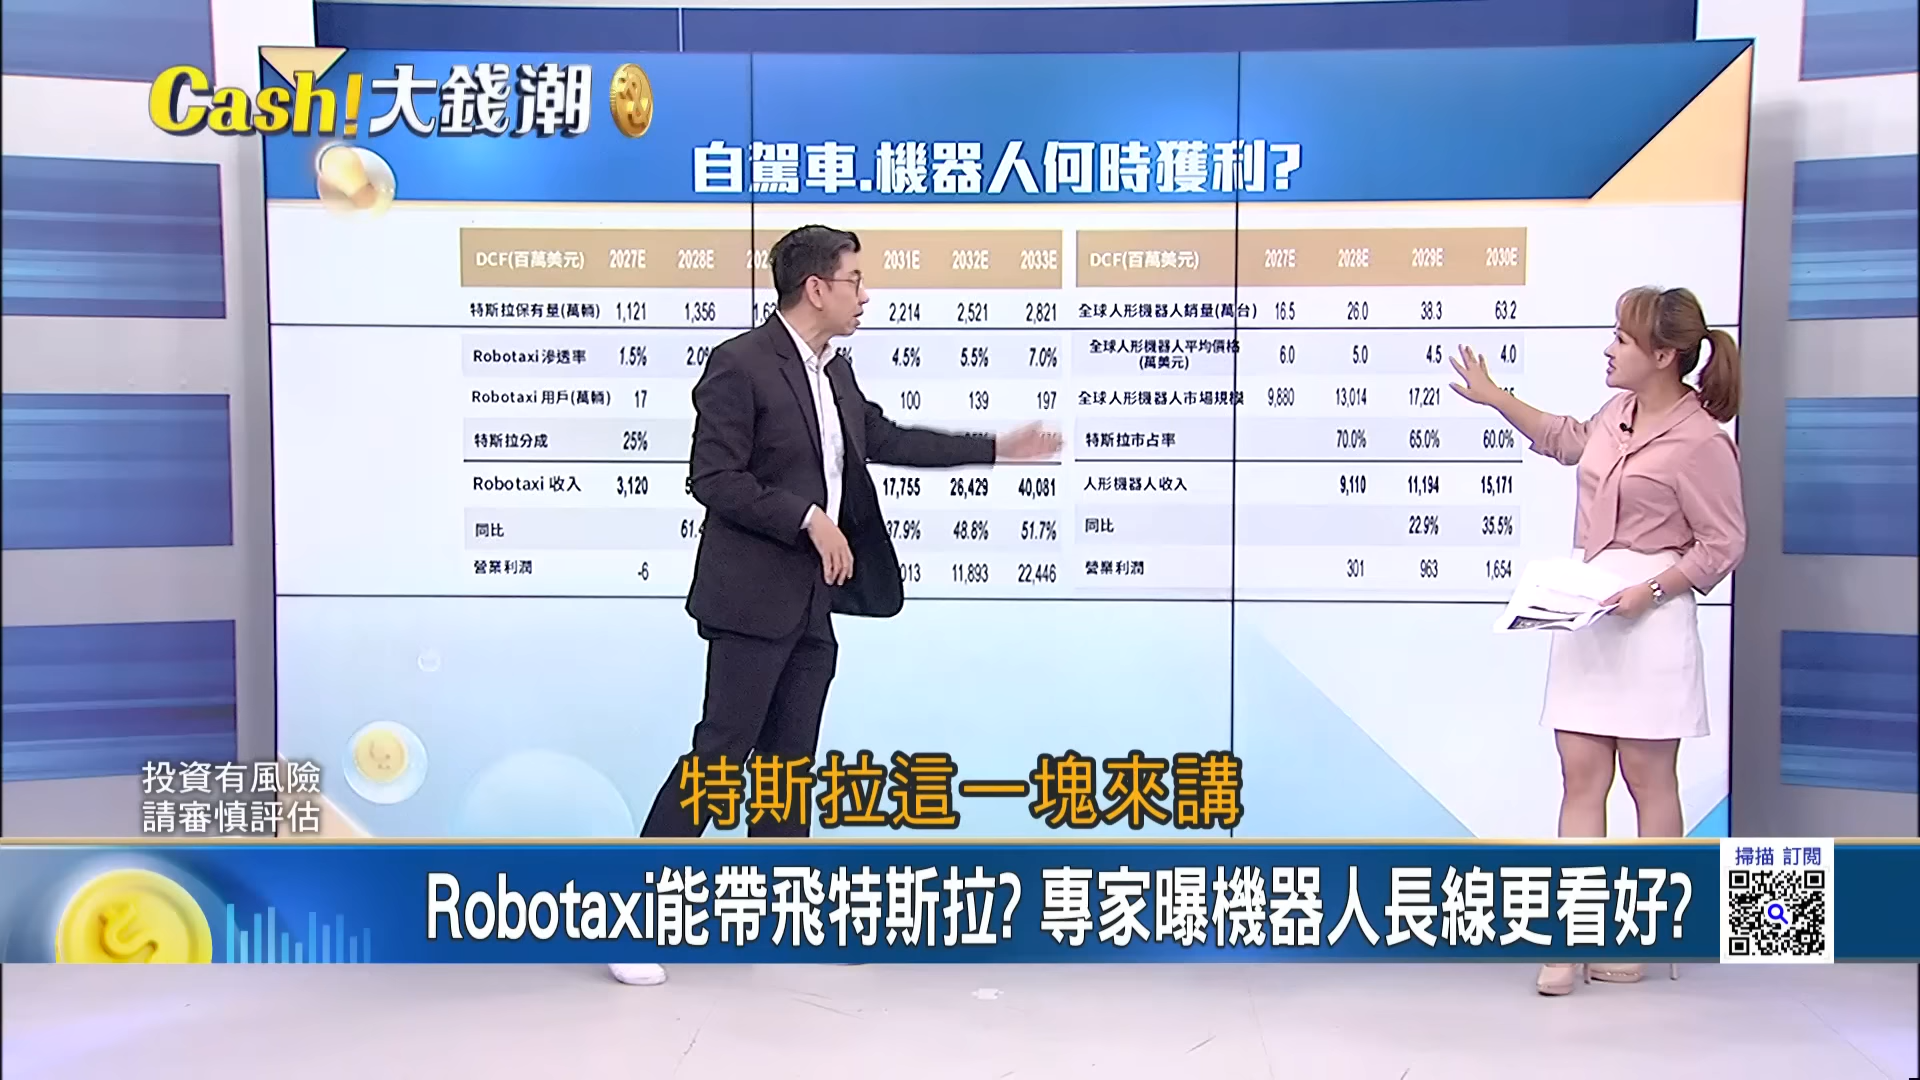 Cash!大錢潮
自駕車.機器人何時獲利?
DCF(百萬美元) 2027E 2028E 2031E 2032E 2033E
特斯拉保有量(萬輛) 1,121 1,356 2,214 2,521 2,821
Robotaxi滲透率 1.5% 2.0% 4.5% 5.5% 7.0%
Robotaxi 用戶(萬輛) 17 100 139 197
特斯拉分成 25%
Robotaxi 收入 3,120 17,755 26,429 40,081
同比 48.8% 51.7%
營業利潤 -6 11,893 22,446
DCF(百萬美元) 2027E 2028E 2029E 2030E
全球人形機器人銷量(萬台) 16.5 26.0 38.3 63.2
全球人形機器人平均價格
(萬美元) 6.0 5.0 4.5 4.0
全球人形機器人市場規模 9,880 13,014 17,221
特斯拉市占率 70.0% 65.0% 60.0%
人形機器人收入 9,110 11,194 15,171
同比 22.9% 35.5%
營業利潤 301 963 1,654
投資有風險
請審慎評估
特斯拉這一塊來講
Robotaxi能帶飛特斯拉? 專家曝機器人長線更看好?
掃描 訂閱